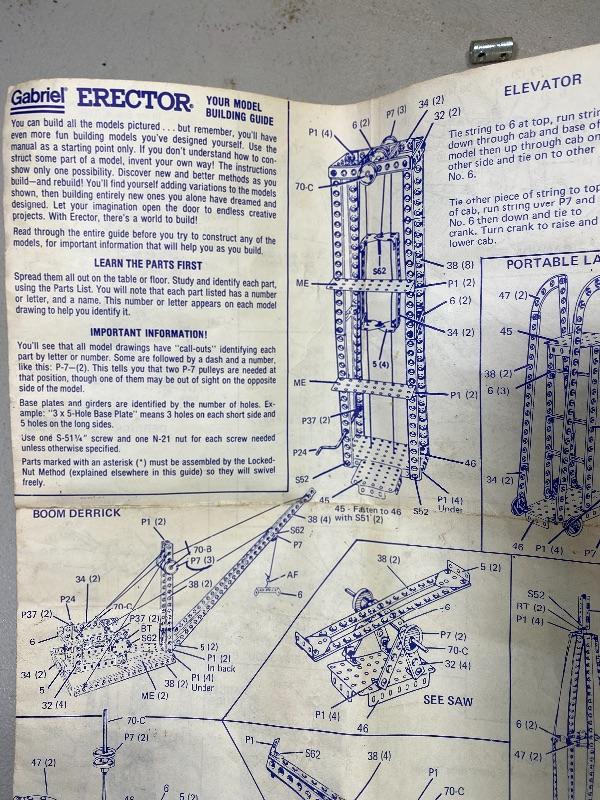 Gabriel ERECTOR® YOUR MODEL
BUILDING GUIDE
You can build all the models pictured . . . but remember, you'll have
even more fun building models you've designed yourself. Use the
manual as a starting point only. If you don't understand how to con-
struct some part of a model, invent your own way! The instructions
show only one possibility. Discover new and better methods as you
build—and rebuild! You'll find yourself adding variations to the models
shown, then building entirely new ones you alone have dreamed and
designed. Let your imagination open the door to endless creative
projects. With Erector, there's a world to build!
Read through the entire guide before you try to construct any of the
models, for important information that will help you as you build.
LEARN THE PARTS FIRST
Spread them all out on the table or floor. Study and identify each part,
using the Parts List. You will note that each part listed has a number
or letter, and a name. This number or letter appears on each model
drawing to help you identify it.
IMPORTANT INFORMATION!
You'll see that all model drawings have "call-outs" identifying each
part by letter or number. Some are followed by a dash and a number,
like this: P-7—(2). This tells you that two P-7 pulleys are needed at
that position, though one of them may be out of sight on the opposite
side of the model.
Base plates and girders are identified by the number of holes. Ex-
ample: "3 x 5-Hole Base Plate" means 3 holes on each short side and
5 holes on the long sides.
Use one S-51¼" screw and one N-21 nut for each screw needed
unless otherwise specified.
Parts marked with an asterisk (*) must be assembled by the Locked-
Nut Method (explained elsewhere in this guide) so they will swivel
freely.
ELEVATOR
Tie string to 6 at top, run string
down through cab and base of
model then up through cab on
other side and tie on to other
No. 6.
Tie other piece of string to top
of cab, run string over P7 and
No. 6 then down and tie to
crank. Turn crank to raise and
lower cab.
P1 (4)
6 (2)
P7 (3)
34 (2)
32 (2)
70-C
S62
38 (8)
ME
P1 (2)
6 (2)
34 (2)
5 (4)
ME
P1 (2)
P37 (2)
P24
46
S52
45
45 - Fasten to 46
with S51 (2)
S52
P1 (4)
Under
PORTABLE LA
47 (2)
45
38 (2)
6 (3)
34 (2)
46
P1 (4)
P7
BOOM DERRICK
P1 (2)
70-B
P7 (3)
38 (4)
S62
P7
34 (2)
38 (2)
AF
6
P24
70-C
P37 (2)
P37 (2)
BT
S62
6
34 (2)
5
32 (4)
ME (2)
38 (2)
5 (2)
P1 (2)
In back
P1 (4)
Under
38 (2)
5 (2)
6
P7 (2)
70-C
32 (4)
P1 (4)
46
SEE SAW
S52
RT (2)
P1 (4)
6 (2)
47 (2)
70-C
P7 (2)
47 (2)
5 (2)
P1
S62
38 (4)
P1
70-C